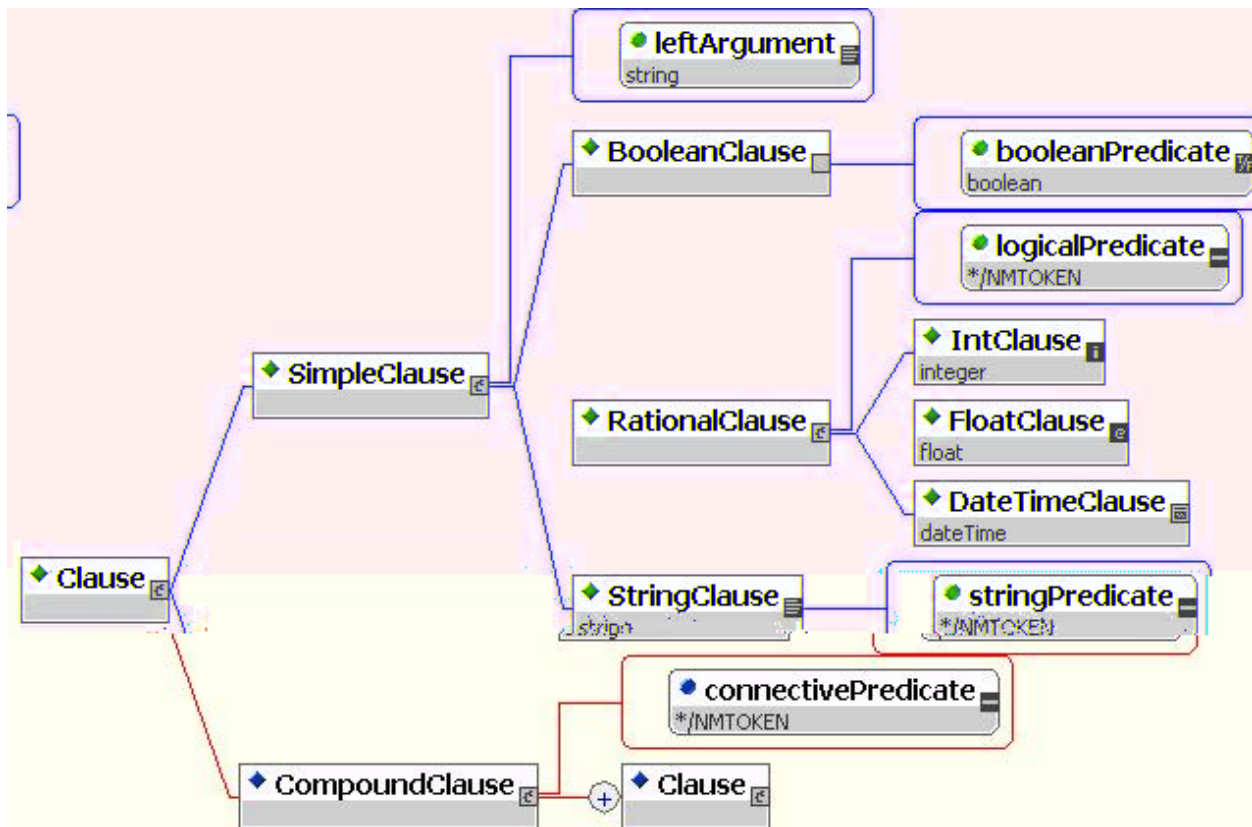 leftArgument
string
BooleanClause
booleanPredicate
boolean
logicalPredicate
*/NMTOKEN
SimpleClause
IntClause
integer
RationalClause
FloatClause
float
DateTimeClause
dateTime
Clause
StringClause
string
stringPredicate
*/NMTOKEN
connectivePredicate
*/NMTOKEN
CompoundClause
+
Clause